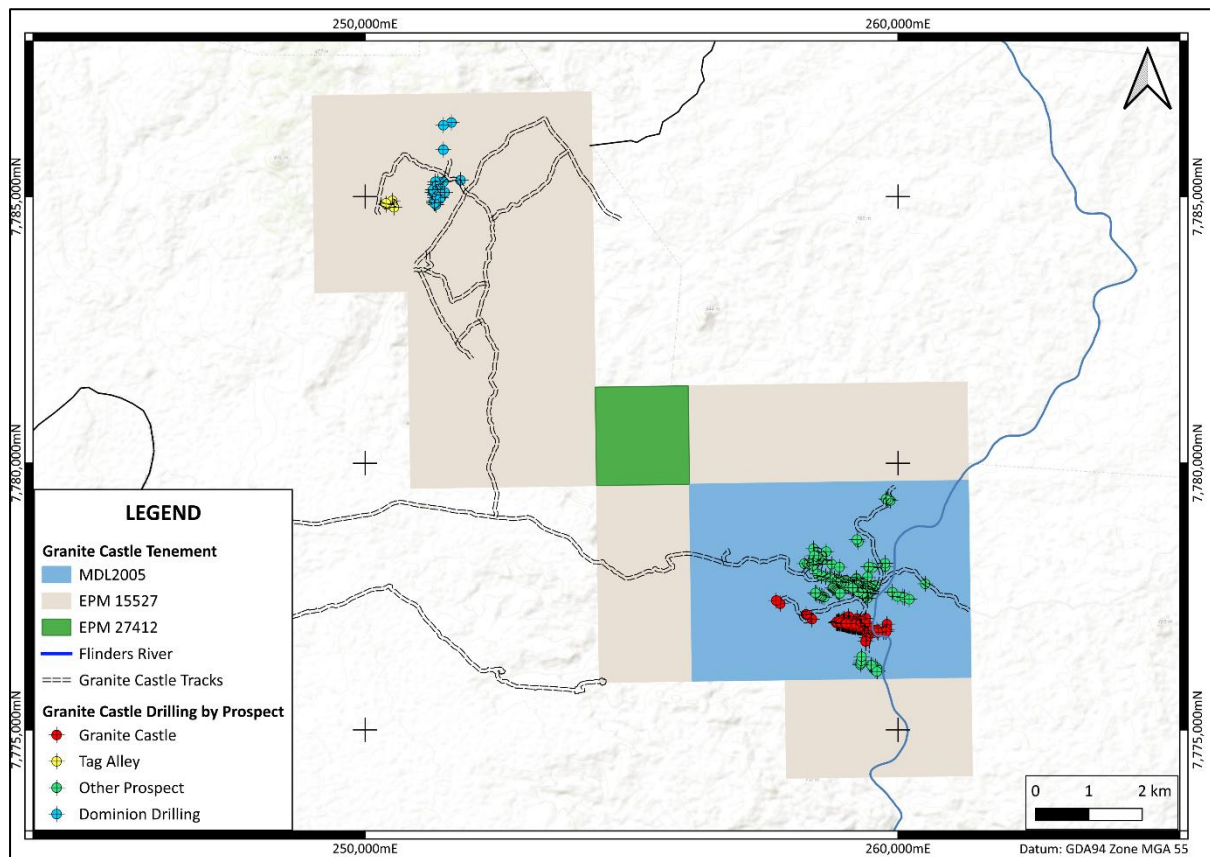 250,000mE
260,000mE
7,785,000mN
7,785,000mN
7,780,000mN
7,780,000mN
7,775,000mN
7,775,000mN
LEGEND
Granite Castle Tenement
MDL2005
EPM 15527
EPM 27412
Flinders River
Granite Castle Tracks
Granite Castle Drilling by Prospect
Granite Castle
Tag Alley
Other Prospect
Dominion Drilling
0 1 2 km
250,000mE
260,000mE
Datum: GDA94 Zone MGA 55